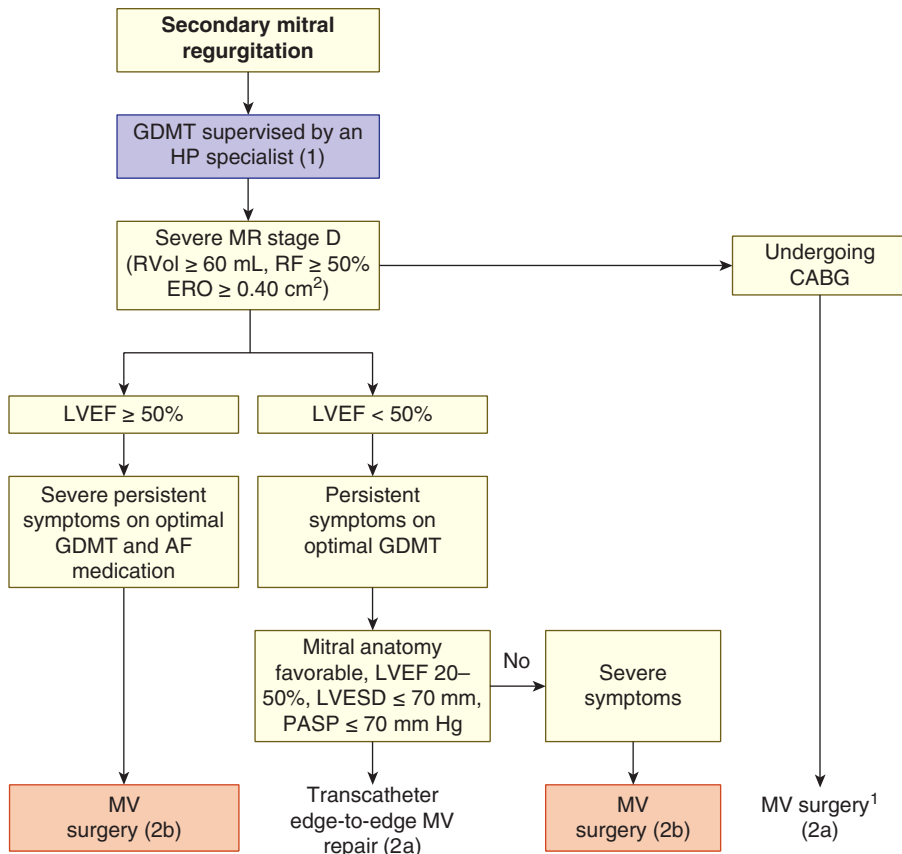 Secondary mitral
regurgitation
GDMT supervised by an
HP specialist (1)
Severe MR stage D
(RVol ≥ 60 mL, RF ≥ 50%
ERO ≥ 0.40 cm²)
Undergoing
CABG
LVEF ≥ 50%
LVEF < 50%
Severe persistent
symptoms on optimal
GDMT and AF
medication
Persistent
symptoms on
optimal GDMT
Mitral anatomy
favorable, LVEF 20–
50%, LVESD ≤ 70 mm,
PASP ≤ 70 mm Hg
No
Severe
symptoms
MV
surgery (2b)
Transcatheter
edge-to-edge MV
repair (2a)
MV
surgery (2b)
MV surgery¹
(2a)